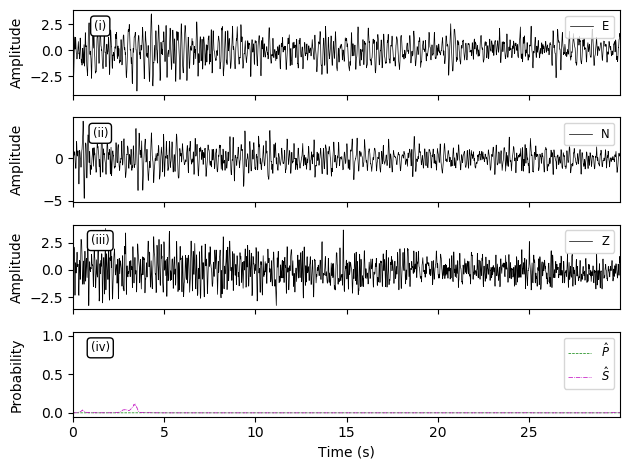 Amplitude
2.5
0.0
−2.5
(i)
E
Amplitude
0
−5
(ii)
N
Amplitude
2.5
0.0
−2.5
(iii)
Z
Probability
1.0
0.5
0.0
(iv)
P̂
Ŝ
0 5 10 15 20 25
Time (s)